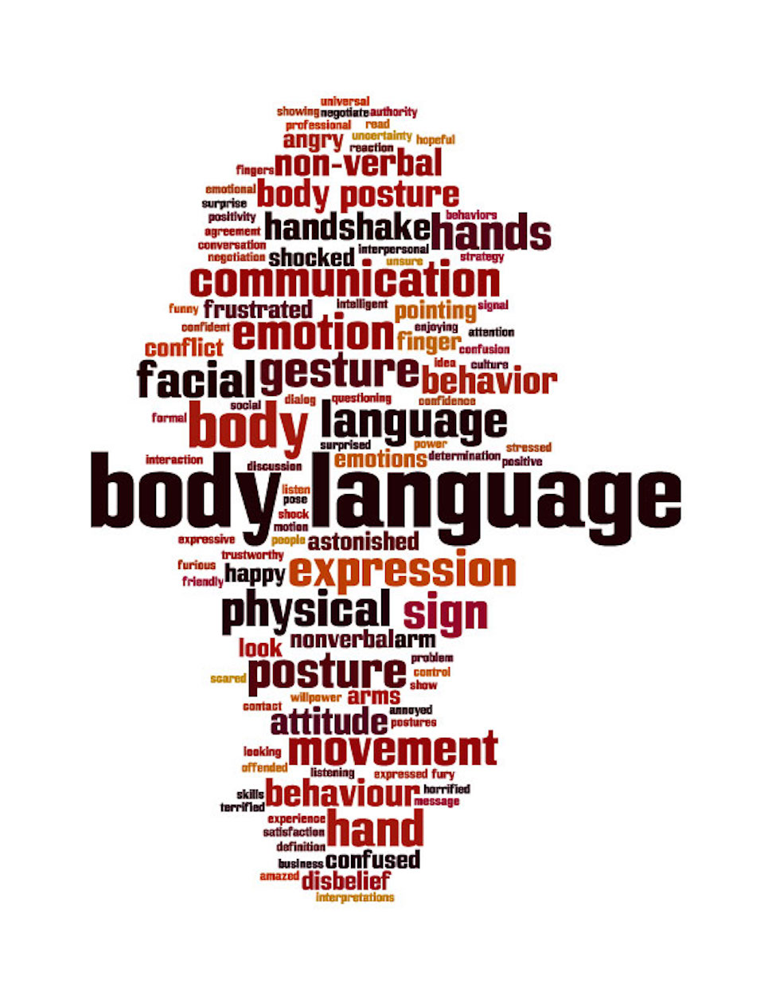 universal
showing negotiate authority
professional read
angry uncertainty hopeful
reaction
fingers non-verbal
emotional body posture
surprise
positivity handshake behaviors
agreement hands
conversation interpersonal
negotiation shocked unsure strategy
communication
funny frustrated intelligent pointing signal
confident emotion enjoying attention
conflict finger confusion
facial gesture idea culture
behavior
social dialog questioning confidence
formal body language
surprised power stressed
interaction discussion emotions determination positive
body language
listen
pose
shock
motion
expressive people astonished
trustworthy
furious happy expression
friendly
physical sign
look nonverbal arm
posture problem
scared control
show
willpower arms
contact attitude annoyed
postures
looking movement
offended listening expressed fury
skills behaviour horrified
terrified message
experience hand
satisfaction
definition
business confused
amazed disbelief
interpretations